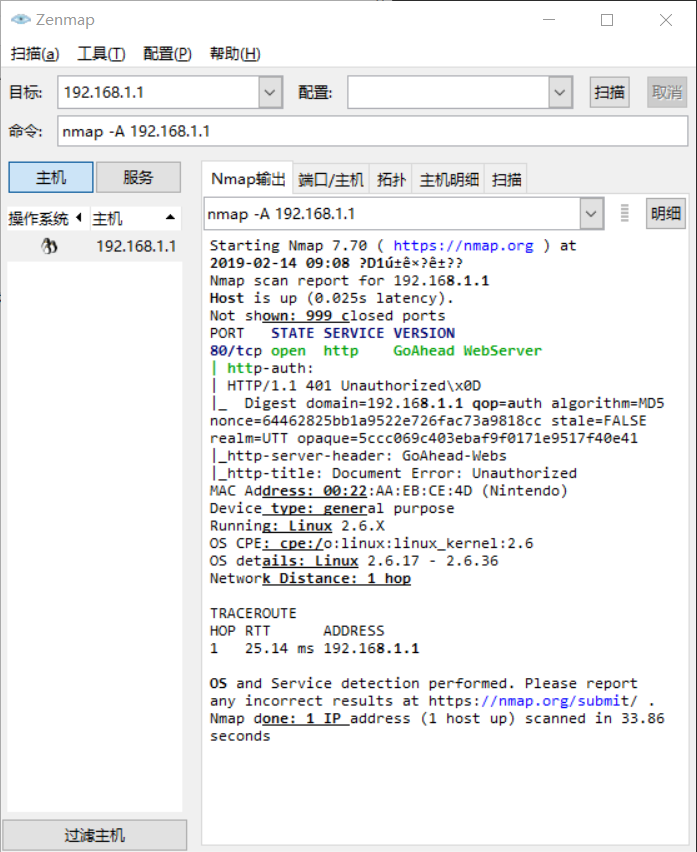 Zenmap
扫描(a) 工具(T) 配置(P) 帮助(H)
目标: 192.168.1.1 配置: 扫描 取消
命令: nmap -A 192.168.1.1
主机 服务
操作系统 主机
192.168.1.1
过滤主机
Nmap输出 端口/主机 拓扑 主机明细 扫描
nmap -A 192.168.1.1 明细
Starting Nmap 7.70 ( https://nmap.org ) at
2019-02-14 09:08 ?D1ú±ê×?ê±??
Nmap scan report for 192.168.1.1
Host is up (0.025s latency).
Not shown: 999 closed ports
PORT   STATE SERVICE VERSION
80/tcp open  http    GoAhead WebServer
| http-auth:
| HTTP/1.1 401 Unauthorized\x0D
|_  Digest domain=192.168.1.1 qop=auth algorithm=MD5
nonce=64462825bb1a9522e726fac73a9818cc stale=FALSE
realm=UTT opaque=5ccc069c403ebaf9f0171e9517f40e41
|_http-server-header: GoAhead-Webs
|_http-title: Document Error: Unauthorized
MAC Address: 00:22:AA:EB:CE:4D (Nintendo)
Device type: general purpose
Running: Linux 2.6.X
OS CPE: cpe:/o:linux:linux_kernel:2.6
OS details: Linux 2.6.17 - 2.6.36
Network Distance: 1 hop
TRACEROUTE
HOP RTT      ADDRESS
1   25.14 ms 192.168.1.1
OS and Service detection performed. Please report
any incorrect results at https://nmap.org/submit/ .
Nmap done: 1 IP address (1 host up) scanned in 33.86
seconds